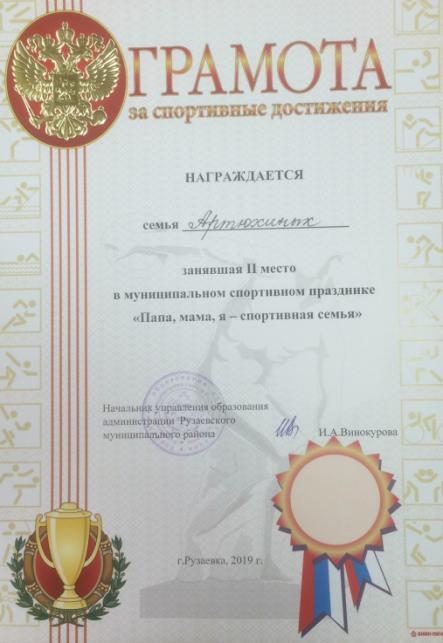 ГРАМОТА
за спортивные достижения
НАГРАЖДАЕТСЯ
семья Артюхиных
занявшая II место
в муниципальном спортивном празднике
«Папа, мама, я – спортивная семья»
Начальник управления образования
администрации Рузаевского
муниципального района
И.А.Винокурова
г.Рузаевка, 2019 г.